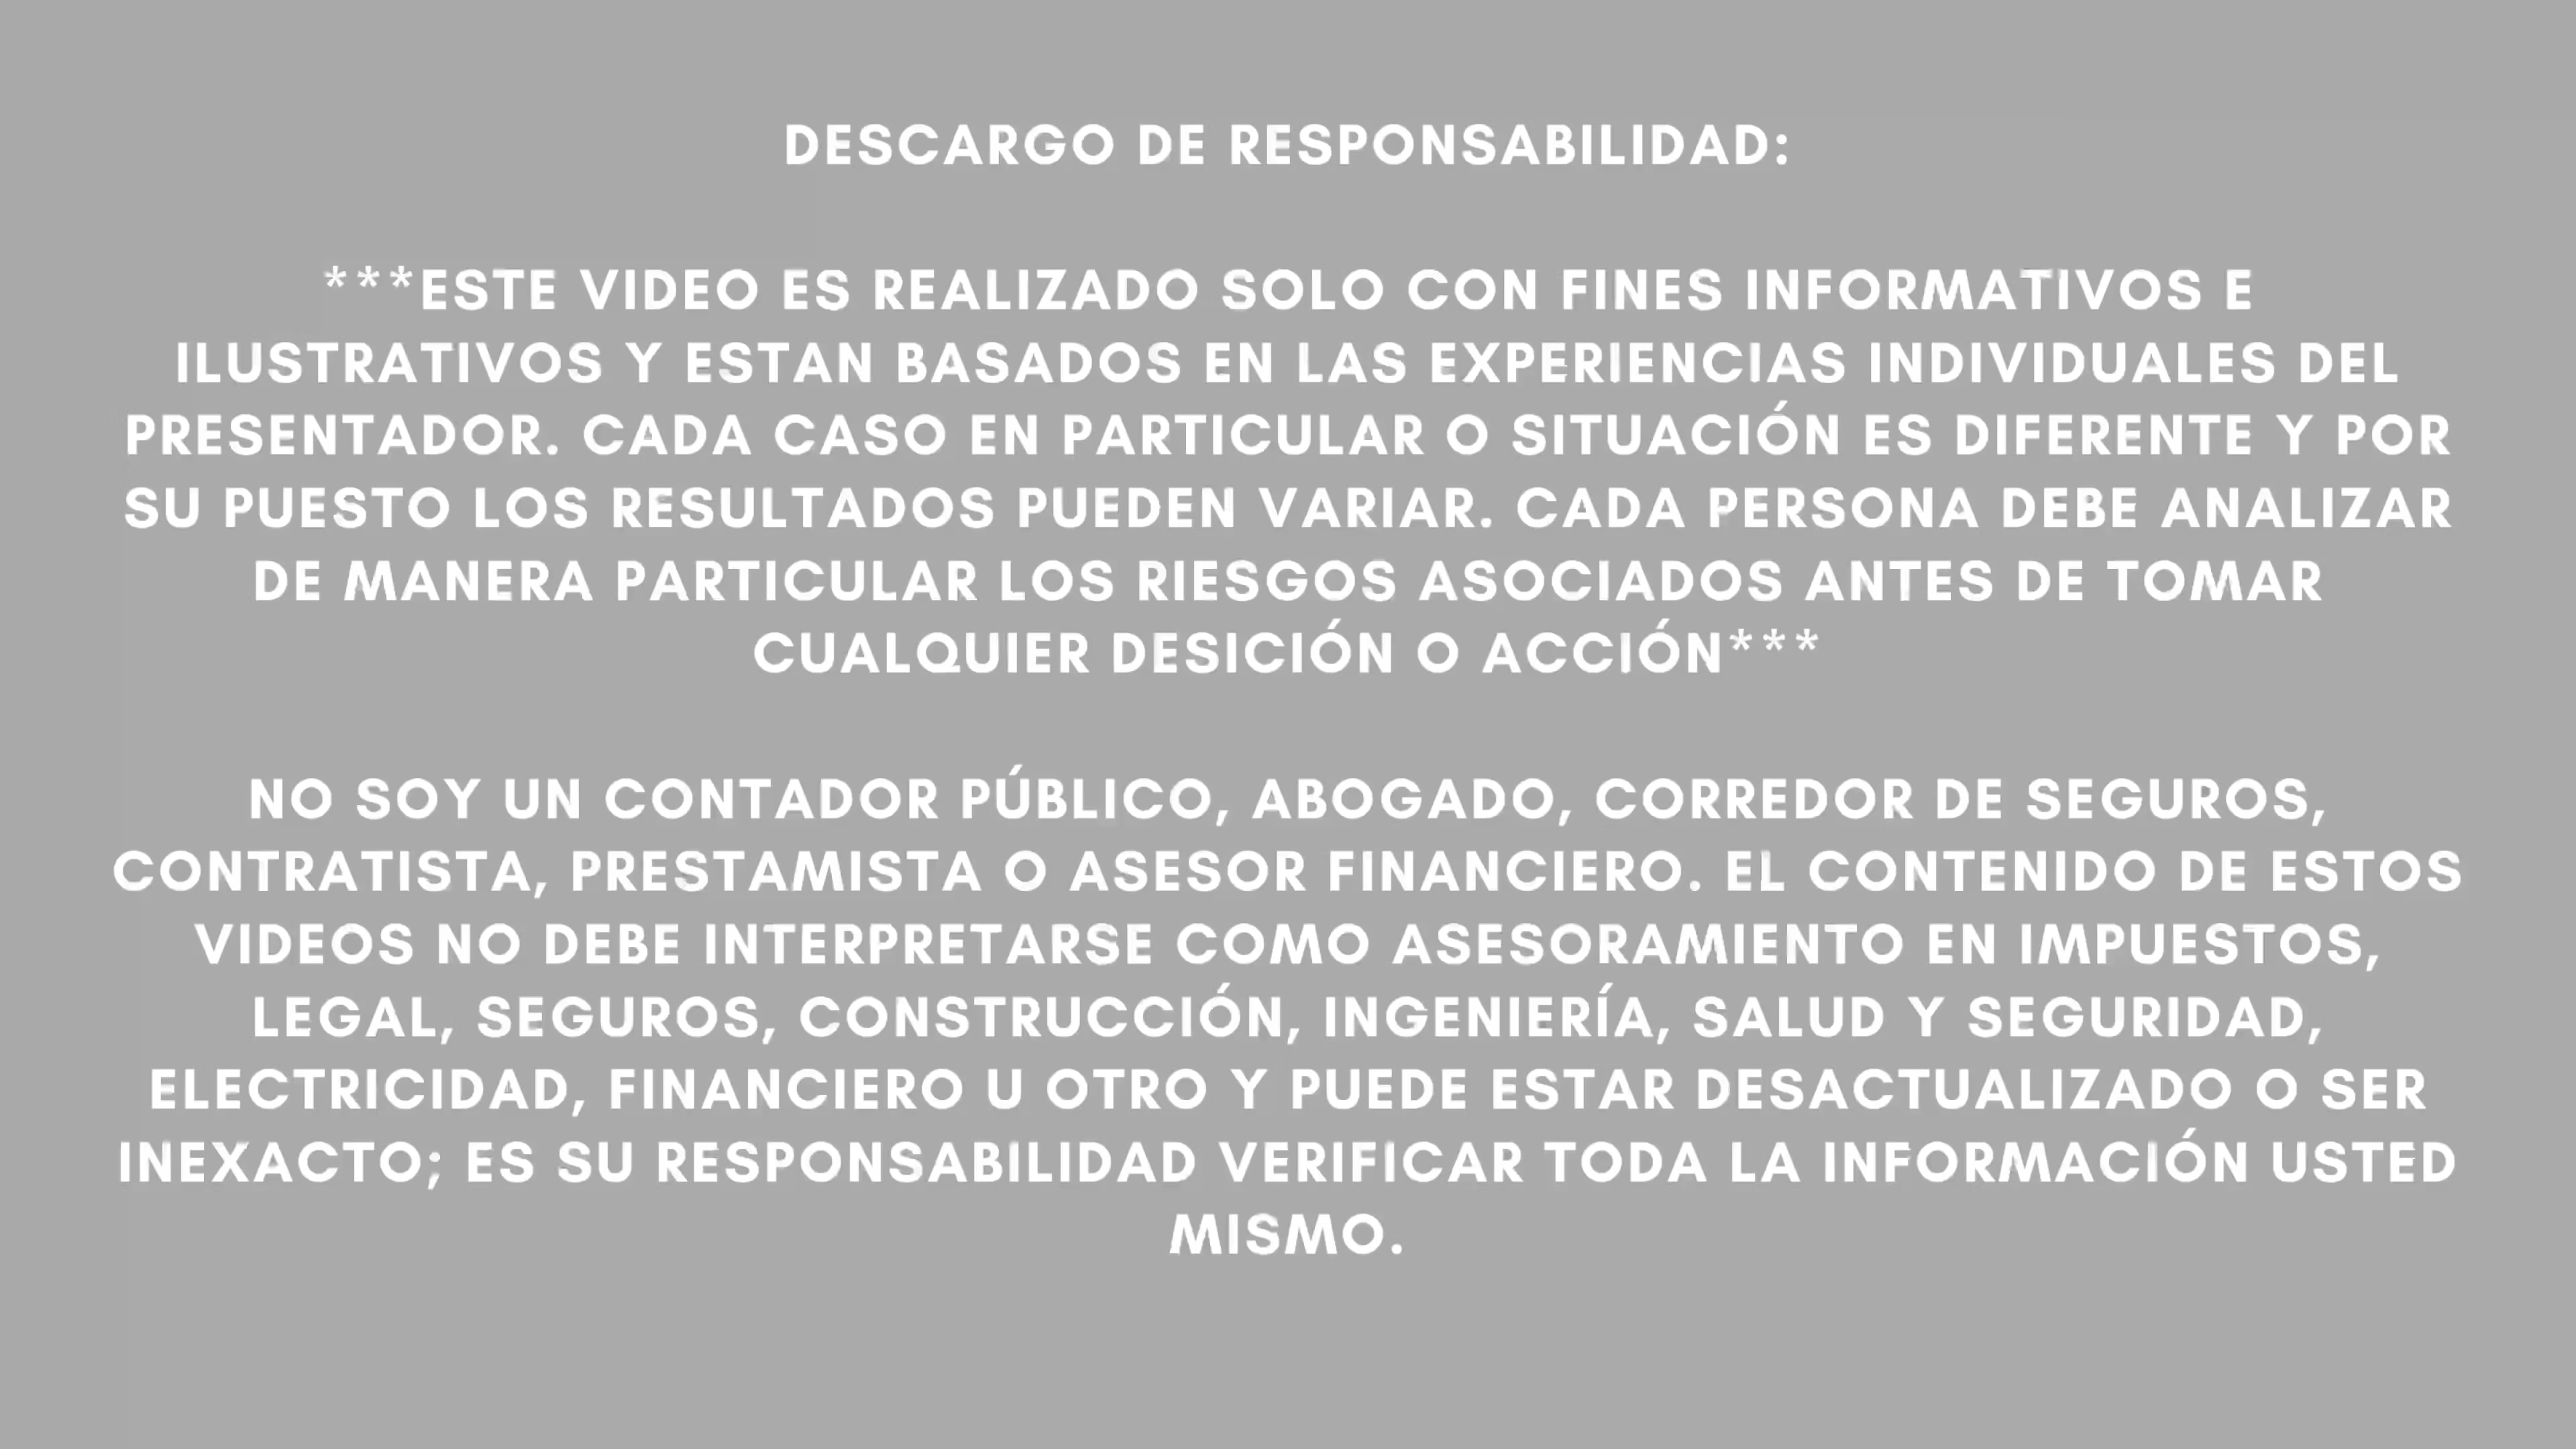 DESCARGO DE RESPONSABILIDAD:
***ESTE VIDEO ES REALIZADO SOLO CON FINES INFORMATIVOS E
ILUSTRATIVOS Y ESTAN BASADOS EN LAS EXPERIENCIAS INDIVIDUALES DEL
PRESENTADOR. CADA CASO EN PARTICULAR O SITUACIÓN ES DIFERENTE Y POR
SU PUESTO LOS RESULTADOS PUEDEN VARIAR. CADA PERSONA DEBE ANALIZAR
DE MANERA PARTICULAR LOS RIESGOS ASOCIADOS ANTES DE TOMAR
CUALQUIER DESICIÓN O ACCIÓN***
NO SOY UN CONTADOR PÚBLICO, ABOGADO, CORREDOR DE SEGUROS,
CONTRATISTA, PRESTAMISTA O ASESOR FINANCIERO. EL CONTENIDO DE ESTOS
VIDEOS NO DEBE INTERPRETARSE COMO ASESORAMIENTO EN IMPUESTOS,
LEGAL, SEGUROS, CONSTRUCCIÓN, INGENIERÍA, SALUD Y SEGURIDAD,
ELECTRICIDAD, FINANCIERO U OTRO Y PUEDE ESTAR DESACTUALIZADO O SER
INEXACTO; ES SU RESPONSABILIDAD VERIFICAR TODA LA INFORMACIÓN USTED
MISMO.